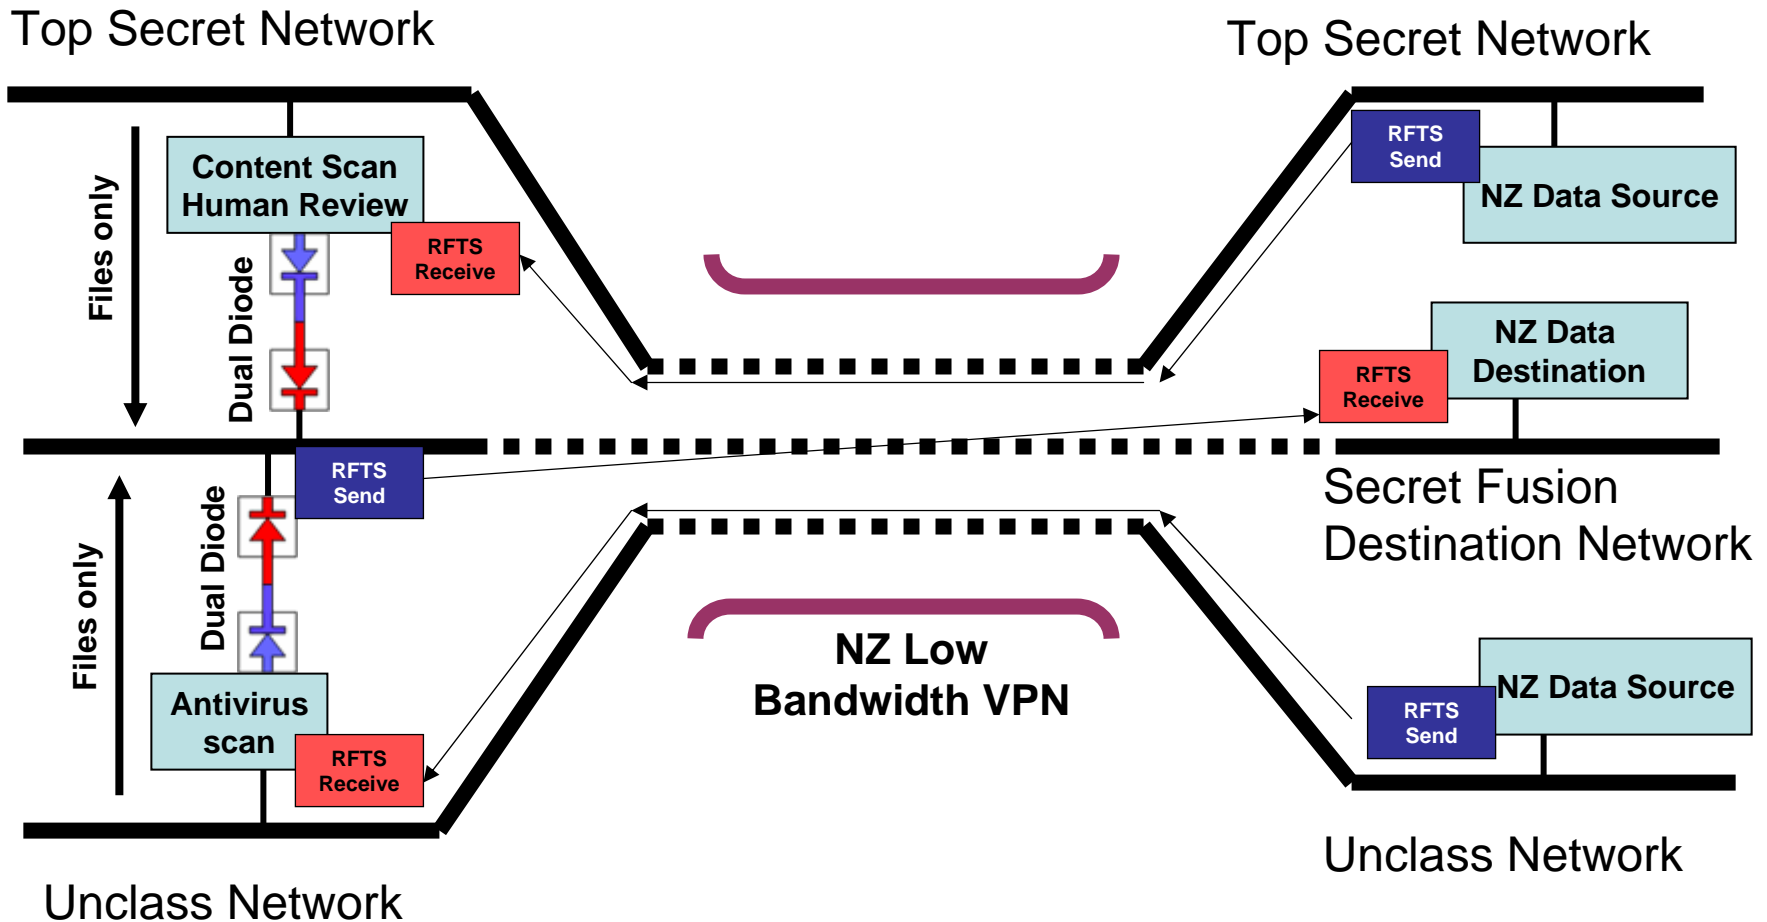 Top Secret Network
Top Secret Network
Files only
Content Scan
Human Review
RFTS
Receive
Dual Diode
RFTS
Send
NZ Data Source
NZ Data
Destination
RFTS
Receive
RFTS
Send
Secret Fusion
Destination Network
Files only
Dual Diode
Antivirus
scan
RFTS
Receive
NZ Low
Bandwidth VPN
NZ Data Source
RFTS
Send
Unclass Network
Unclass Network